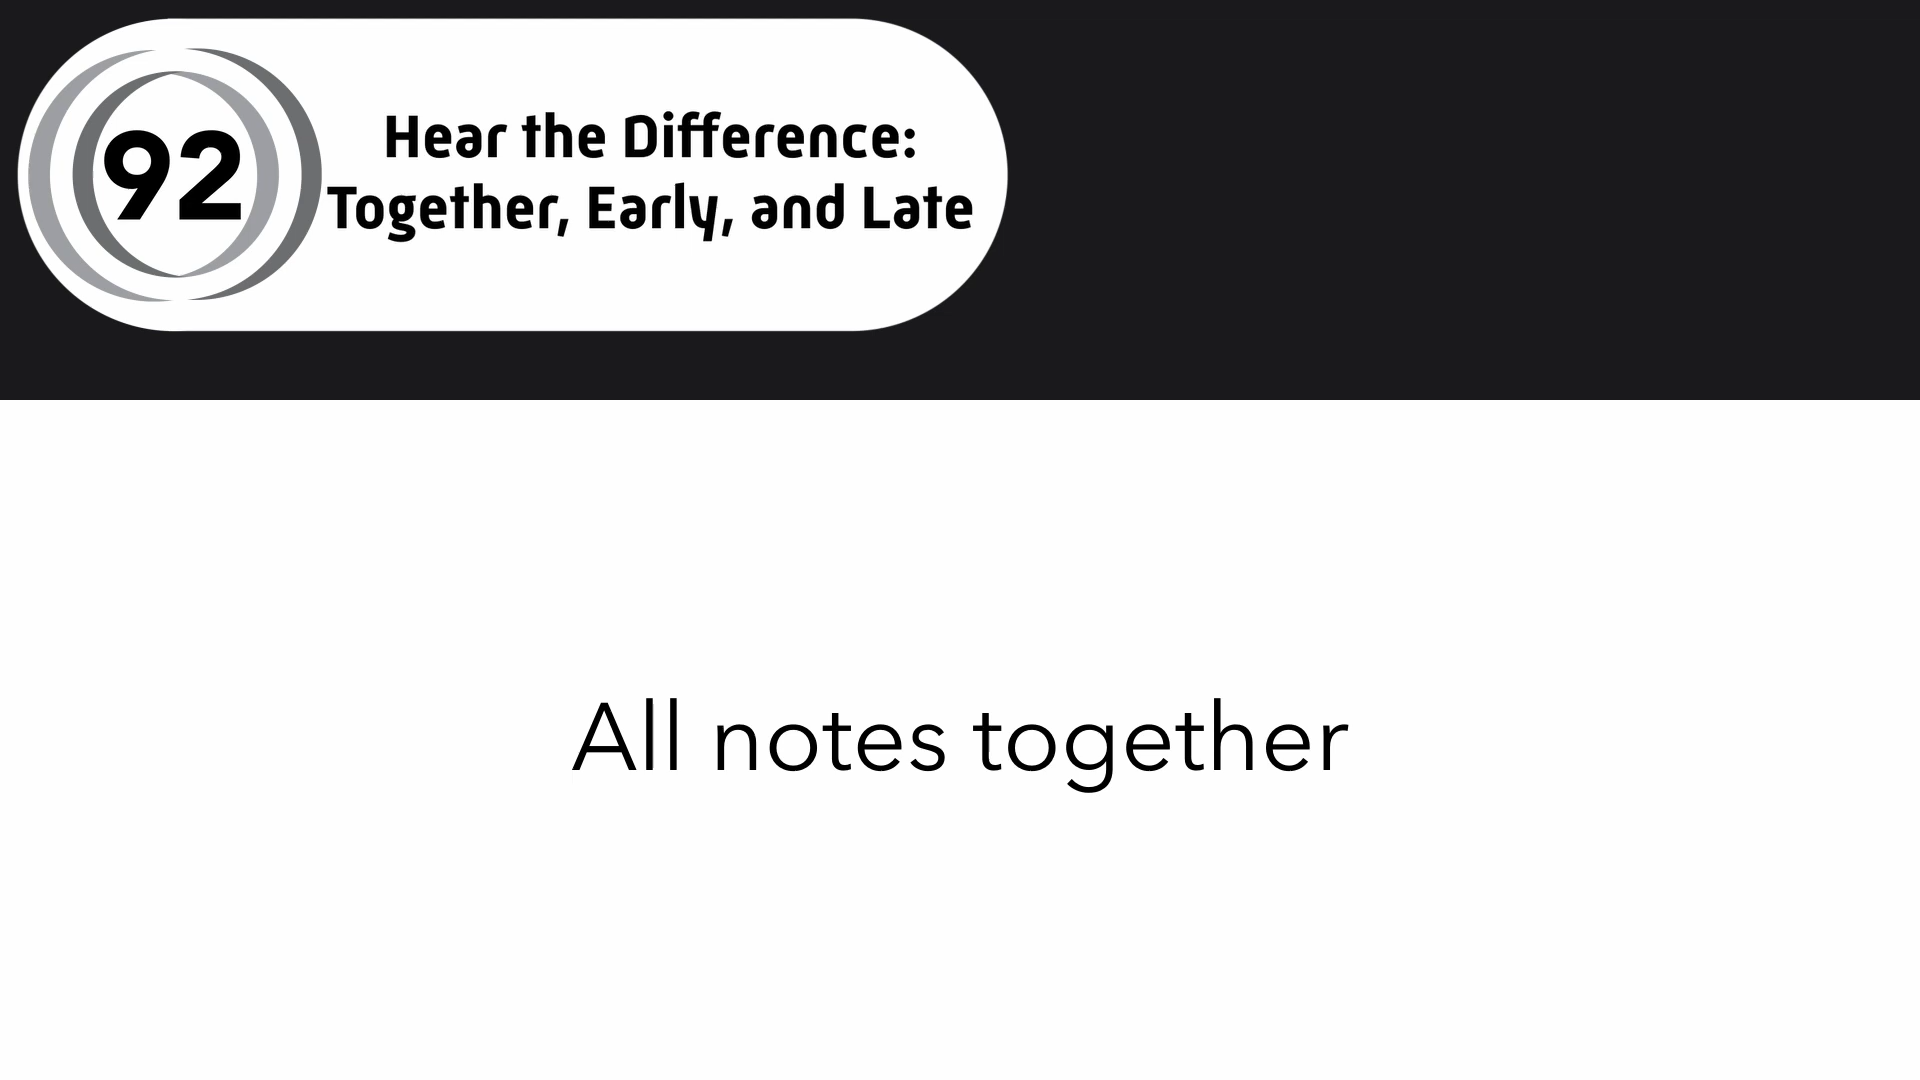 92
Hear the Difference:
Together, Early, and Late
All notes together